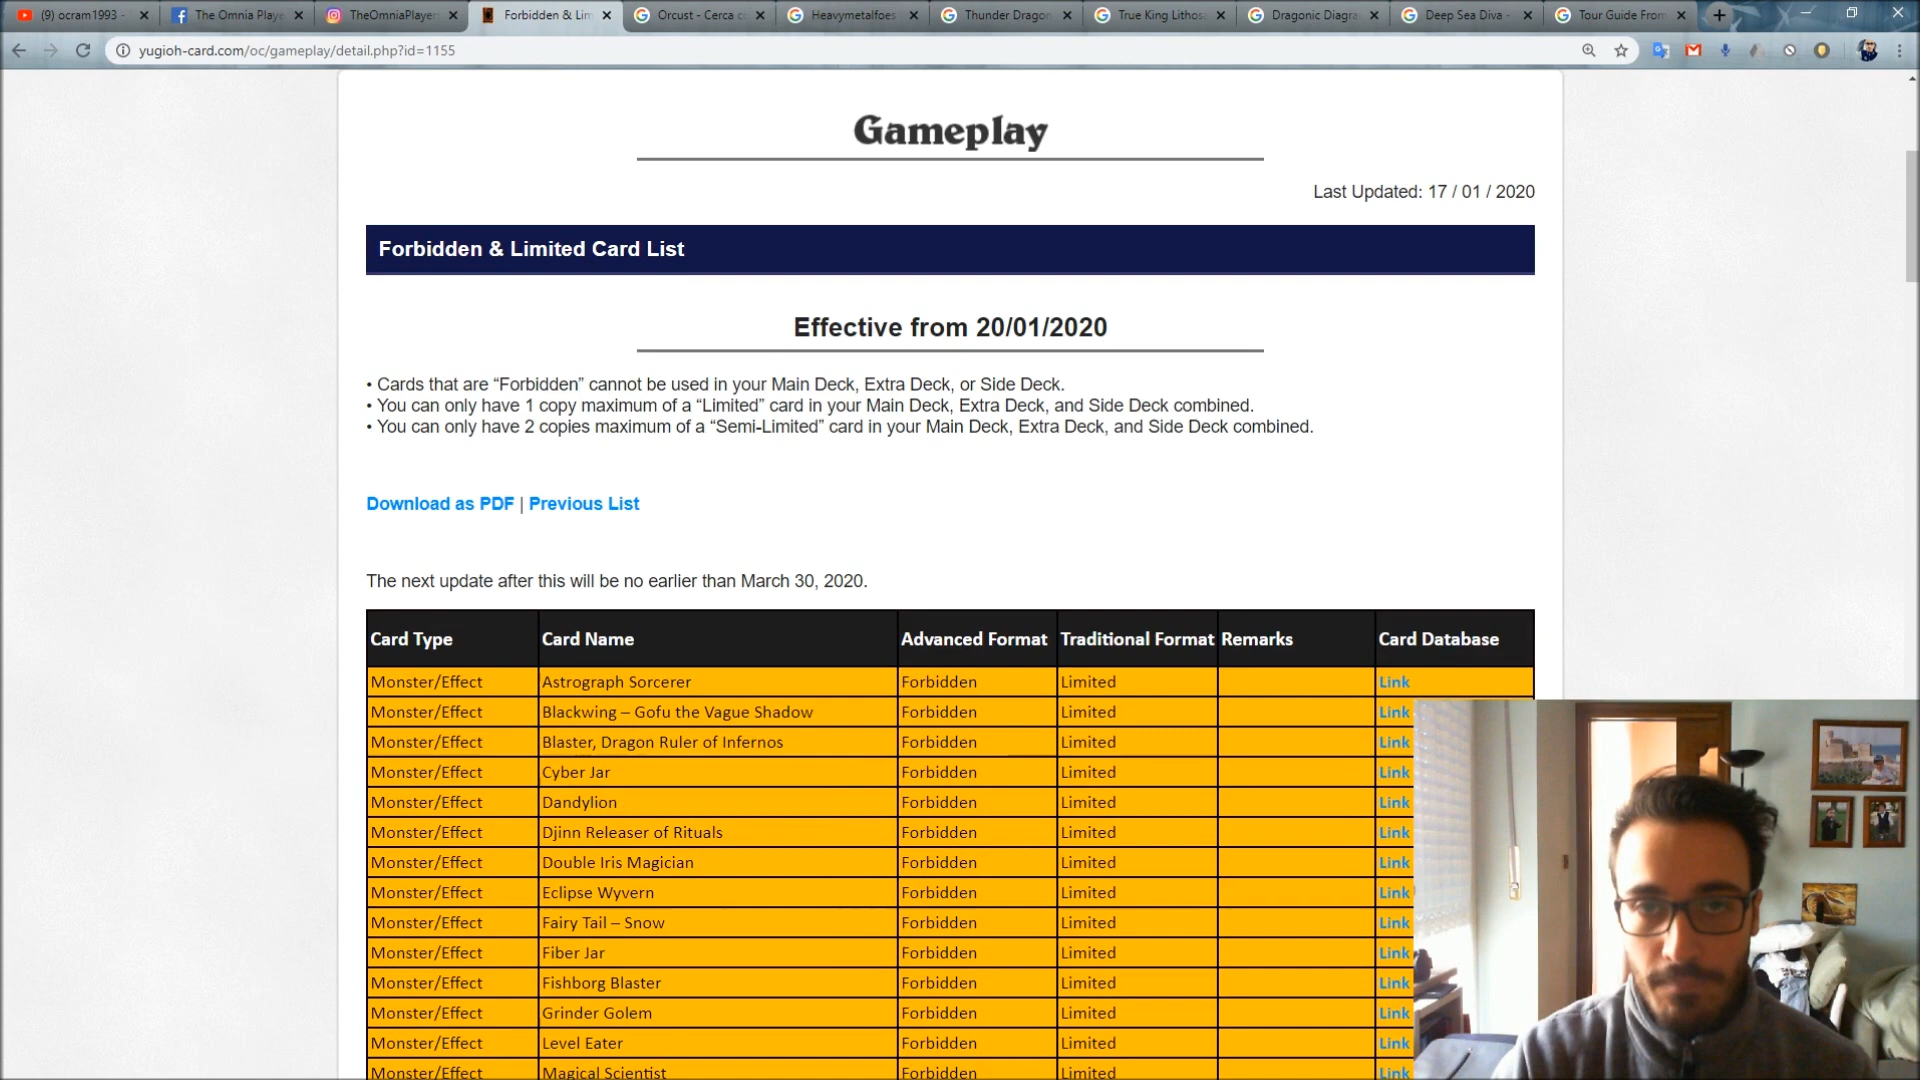 (9) ocram1993 -
The Omnia Playe
TheOmniaPlayer
Forbidden & Lim
Orcust - Cerca c
Heavymetalfoes
Thunder Dragon
True King Lithos
Dragonic Diagra
Deep Sea Diva -
Tour Guide From
yugioh-card.com/oc/gameplay/detail.php?id=1155
Gameplay
Last Updated: 17 / 01 / 2020
Forbidden & Limited Card List
Effective from 20/01/2020
• Cards that are “Forbidden” cannot be used in your Main Deck, Extra Deck, or Side Deck.
• You can only have 1 copy maximum of a “Limited” card in your Main Deck, Extra Deck, and Side Deck combined.
• You can only have 2 copies maximum of a “Semi-Limited” card in your Main Deck, Extra Deck, and Side Deck combined.
Download as PDF | Previous List
The next update after this will be no earlier than March 30, 2020.
Card Type Card Name Advanced Format Traditional Format Remarks Card Database
Monster/Effect Astrograph Sorcerer Forbidden Limited Link
Monster/Effect Blackwing – Gofu the Vague Shadow Forbidden Limited Link
Monster/Effect Blaster, Dragon Ruler of Infernos Forbidden Limited Link
Monster/Effect Cyber Jar Forbidden Limited Link
Monster/Effect Dandylion Forbidden Limited Link
Monster/Effect Djinn Releaser of Rituals Forbidden Limited Link
Monster/Effect Double Iris Magician Forbidden Limited Link
Monster/Effect Eclipse Wyvern Forbidden Limited Link
Monster/Effect Fairy Tail – Snow Forbidden Limited Link
Monster/Effect Fiber Jar Forbidden Limited Link
Monster/Effect Fishborg Blaster Forbidden Limited Link
Monster/Effect Grinder Golem Forbidden Limited Link
Monster/Effect Level Eater Forbidden Limited Link
Monster/Effect Magical Scientist Forbidden Limited Link